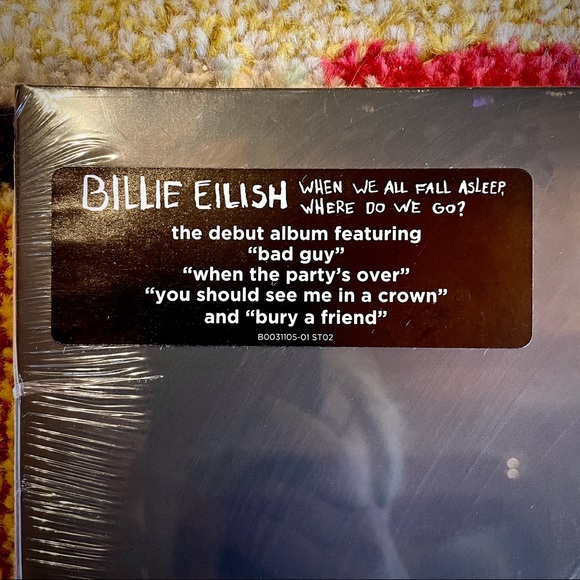 BILLIE EILISH WHEN WE ALL FALL ASLEEP,
WHERE DO WE GO?
the debut album featuring
“bad guy”
“when the party’s over”
“you should see me in a crown”
and “bury a friend”
B0031105-01 ST02